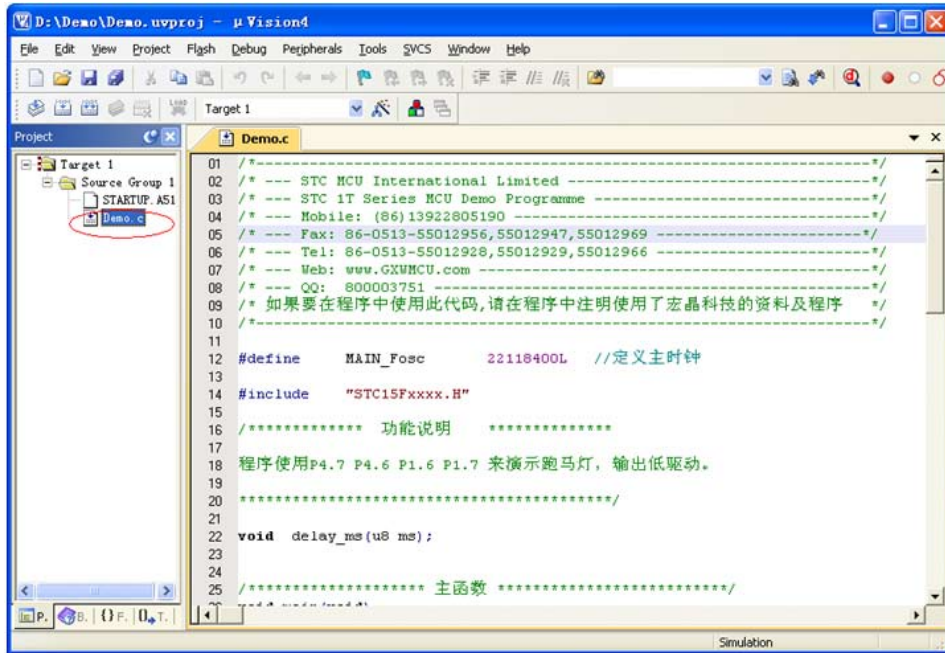 D:\Demo\Demo.uvproj - µVision4
File Edit View Project Flash Debug Peripherals Tools SVCS Window Help
Target 1
Project
Demo.c
Target 1
Source Group 1
STARTUP.A51
Demo.c
01 /*----------------------------------------------------------------------*/
02 /* --- STC MCU International Limited -----------------------------------*/
03 /* --- STC 1T Series MCU Demo Programme --------------------------------*/
04 /* --- Mobile: (86)13922805190 -----------------------------------------*/
05 /* --- Fax: 86-0513-55012956,55012947,55012969 ------------------------*/
06 /* --- Tel: 86-0513-55012928,55012929,55012966 -------------------------*/
07 /* --- Web: www.GXWMCU.com ---------------------------------------------*/
08 /* --- QQ:  800003751 --------------------------------------------------*/
09 /* 如果要在程序中使用此代码,请在程序中注明使用了宏晶科技的资料及程序   */
10 /*----------------------------------------------------------------------*/
11
12 #define     MAIN_Fosc       22118400L   //定义主时钟
13
14 #include    "STC15Fxxxx.H"
15
16 /*************  功能说明    **************
17
18 程序使用P4.7 P4.6 P1.6 P1.7 来演示跑马灯，输出低驱动。
19
20 ******************************************/
21
22 void  delay_ms(u8 ms);
23
24
25 /******************** 主函数 **************************/
26 void main(void)
P. B. {} F. 0 T.
Simulation